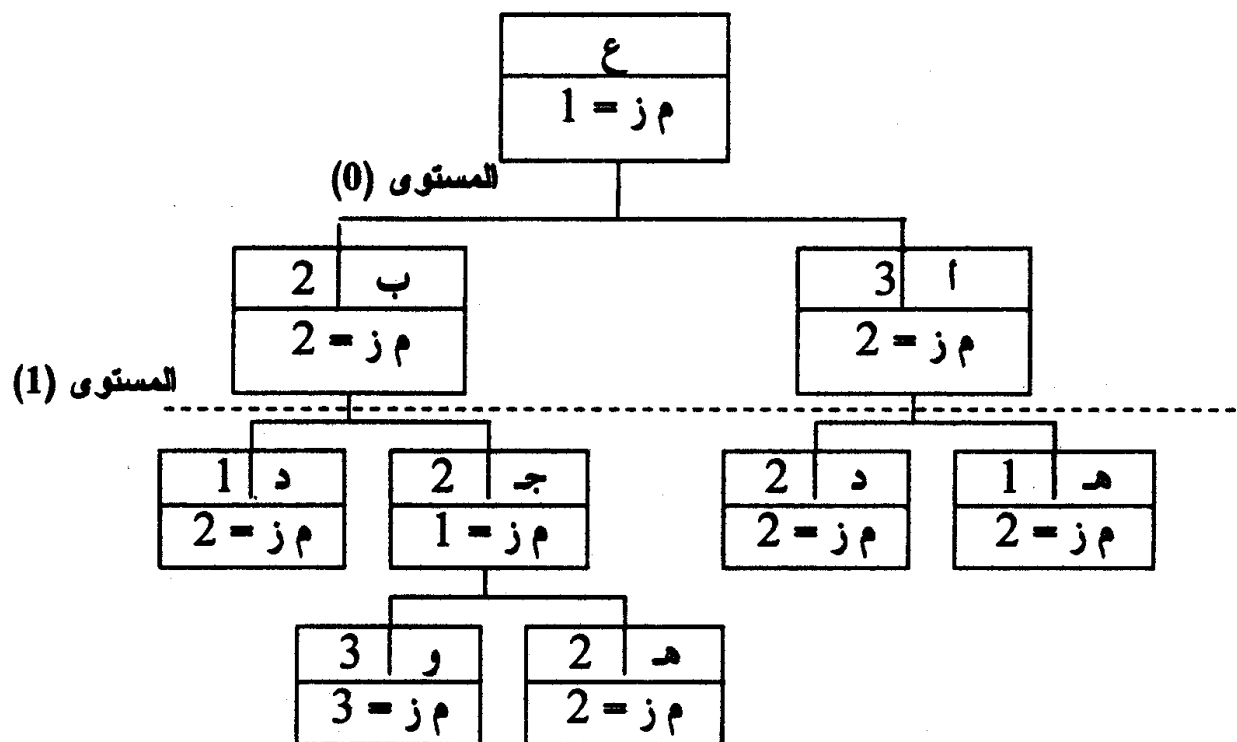 ع
م ز = 1
المستوى (0)
أ 3
ب 2
م ز = 2
م ز = 2
المستوى (1)
هـ 1
د 2
جـ 2
د 1
م ز = 2
م ز = 2
م ز = 1
م ز = 2
هـ 2
و 3
م ز = 2
م ز = 3